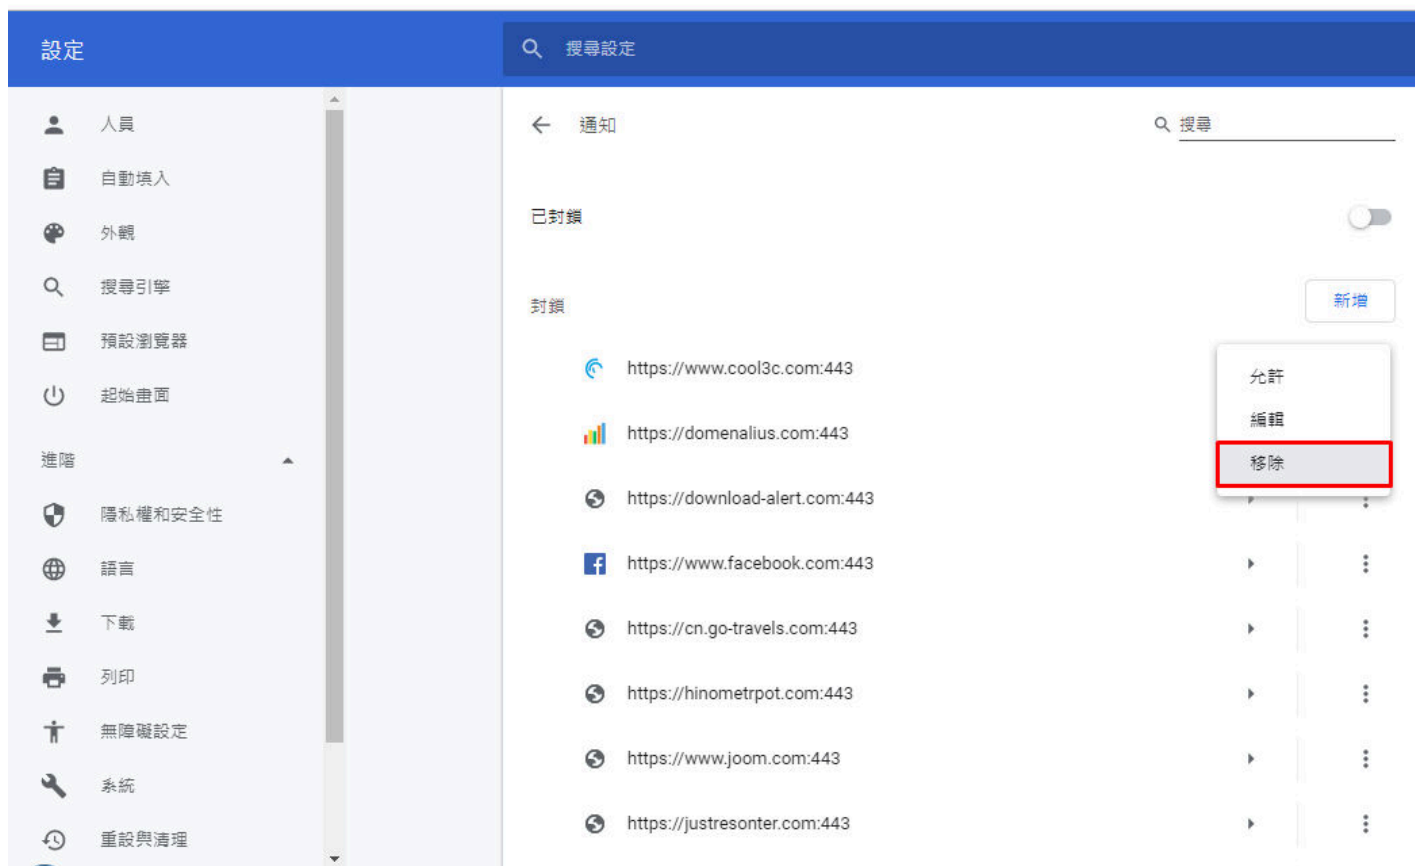 設定
搜尋設定
人員
自動填入
外觀
搜尋引擎
預設瀏覽器
起始畫面
進階
隱私權和安全性
語言
下載
列印
無障礙設定
系統
重設與清理
通知
搜尋
已封鎖
封鎖
新增
https://www.cool3c.com:443
https://domenalius.com:443
https://download-alert.com:443
https://www.facebook.com:443
https://cn.go-travels.com:443
https://hinometrpot.com:443
https://www.joom.com:443
https://justresonter.com:443
允許
編輯
移除